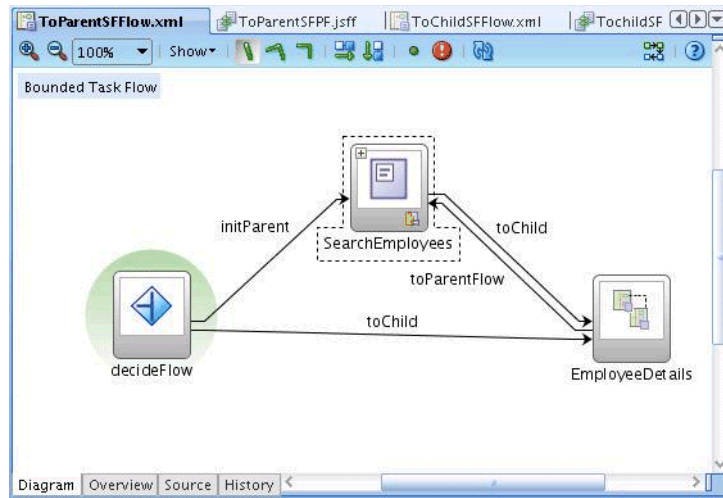 ToParentSFFlow.xml ToParentSFPF.jsff ToChildSFFlow.xml TochildSF
100% Show
Bounded Task Flow
initParent
toChild
SearchEmployees
toParentFlow
toChild
decideFlow
EmployeeDetails
Diagram Overview Source History